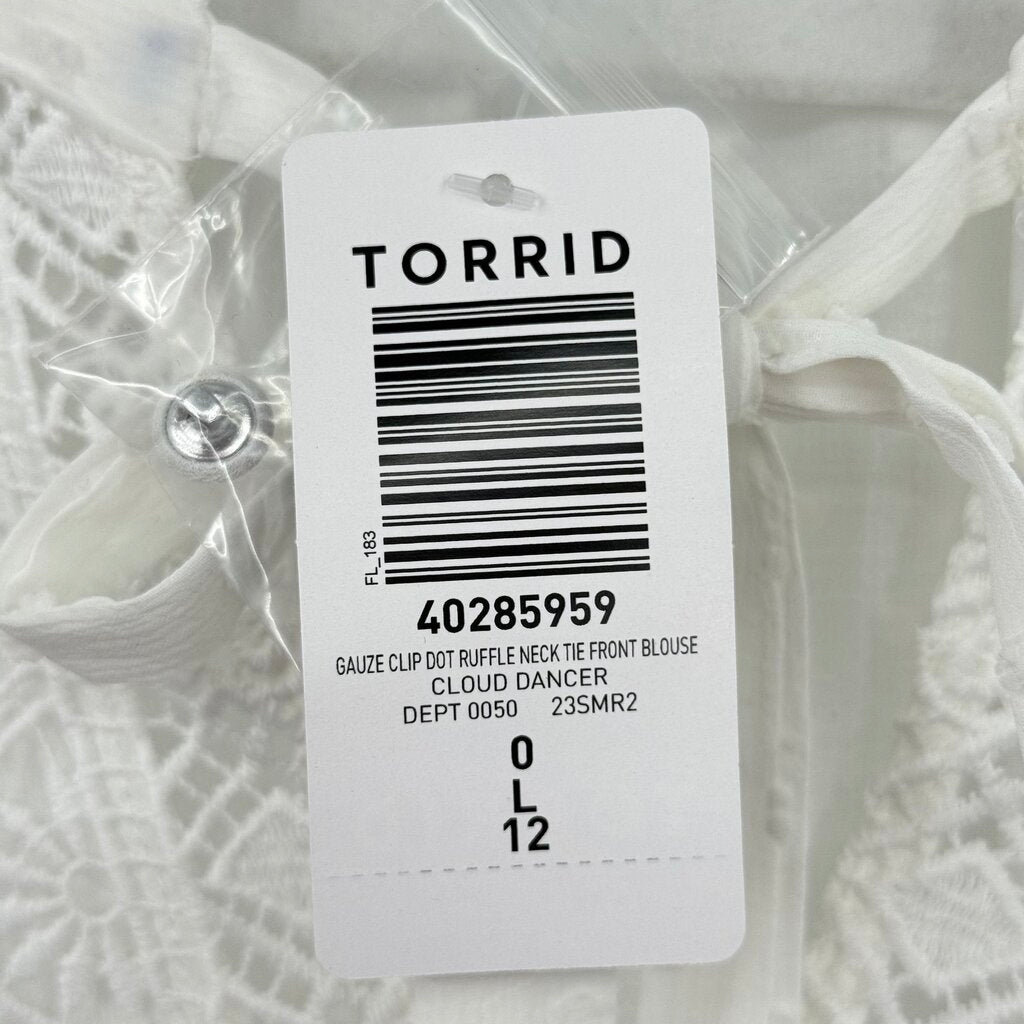 TORRID
FL_183
40285959
GAUZE CLIP DOT RUFFLE NECK TIE FRONT BLOUSE
CLOUD DANCER
DEPT 0050 23SMR2
0
L
12